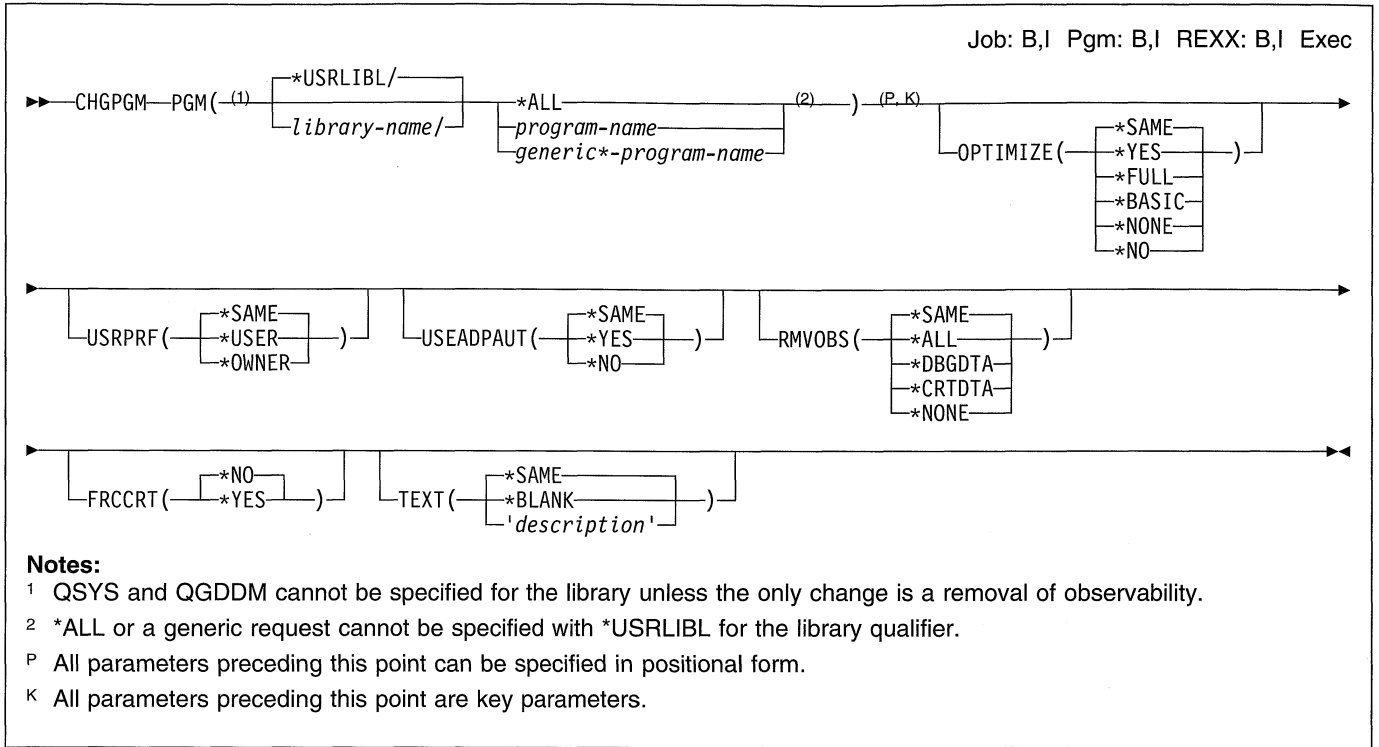 Job: B,I Pgm: B,I REXX: B,I Exec
*USRLIBL/
CHGPGM PGM( (1) library-name/ *ALL (2) ) (P, K)
program-name
generic*-program-name
OPTIMIZE( *SAME )
*YES
*FULL
*BASIC
*NONE
*NO
USRPRF( *SAME )
*USER
*OWNER
USEADPAUT( *SAME )
*YES
*NO
RMVOBS( *SAME )
*ALL
*DBGDTA
*CRTDTA
*NONE
FRCCRT( *NO )
*YES
TEXT( *SAME )
*BLANK
'description'
Notes:
1 QSYS and QGDDM cannot be specified for the library unless the only change is a removal of observability.
2 *ALL or a generic request cannot be specified with *USRLIBL for the library qualifier.
P All parameters preceding this point can be specified in positional form.
K All parameters preceding this point are key parameters.